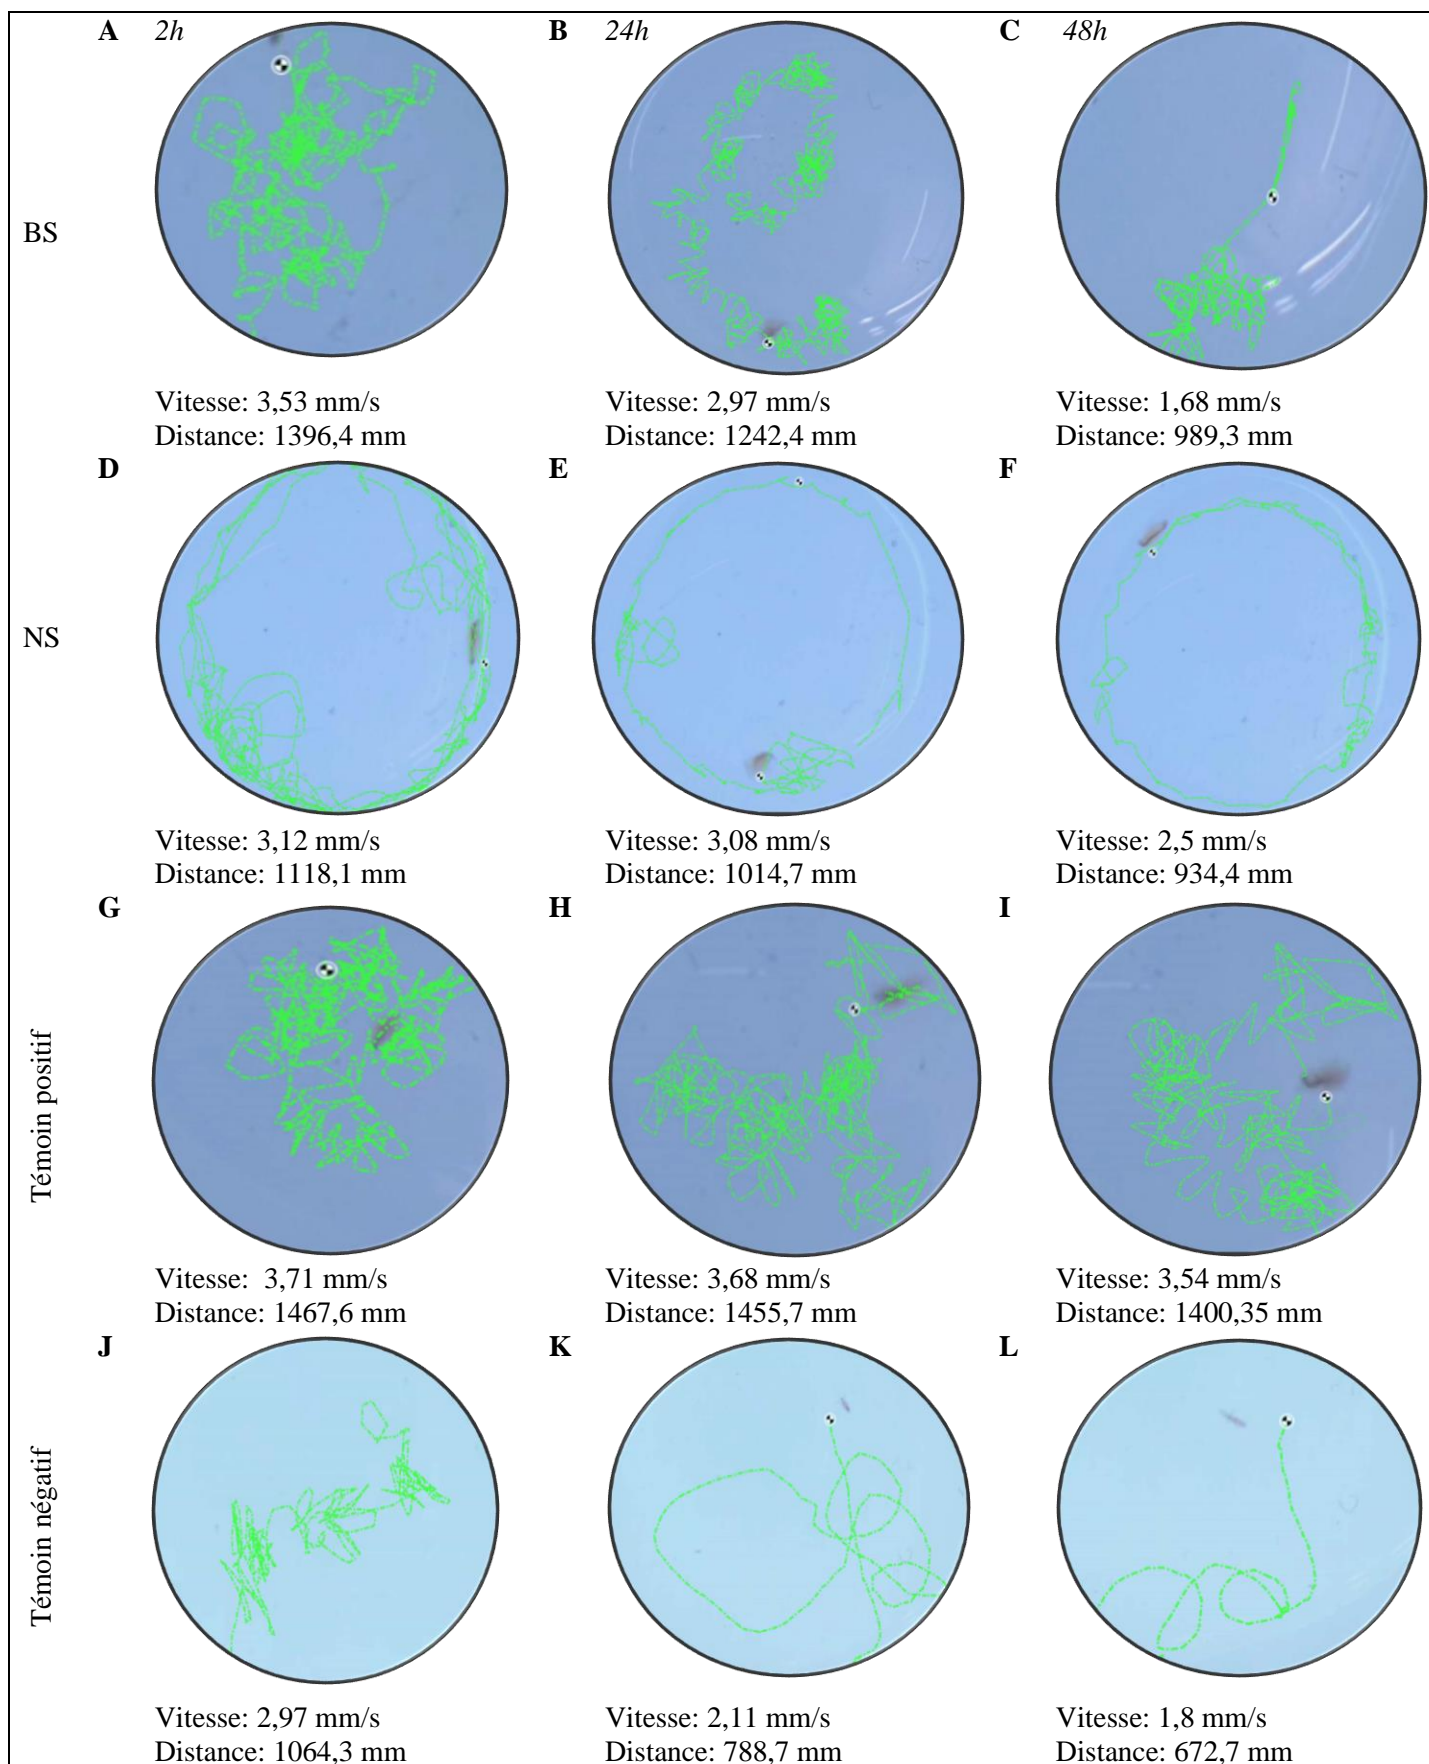 A 2h B 24h C 48h
BS
Vitesse: 3,53 mm/s Vitesse: 2,97 mm/s Vitesse: 1,68 mm/s
Distance: 1396,4 mm Distance: 1242,4 mm Distance: 989,3 mm
D E F
NS
Vitesse: 3,12 mm/s Vitesse: 3,08 mm/s Vitesse: 2,5 mm/s
Distance: 1118,1 mm Distance: 1014,7 mm Distance: 934,4 mm
G H I
Témoin positif
Vitesse: 3,71 mm/s Vitesse: 3,68 mm/s Vitesse: 3,54 mm/s
Distance: 1467,6 mm Distance: 1455,7 mm Distance: 1400,35 mm
J K L
Témoin négatif
Vitesse: 2,97 mm/s Vitesse: 2,11 mm/s Vitesse: 1,8 mm/s
Distance: 1064,3 mm Distance: 788,7 mm Distance: 672,7 mm